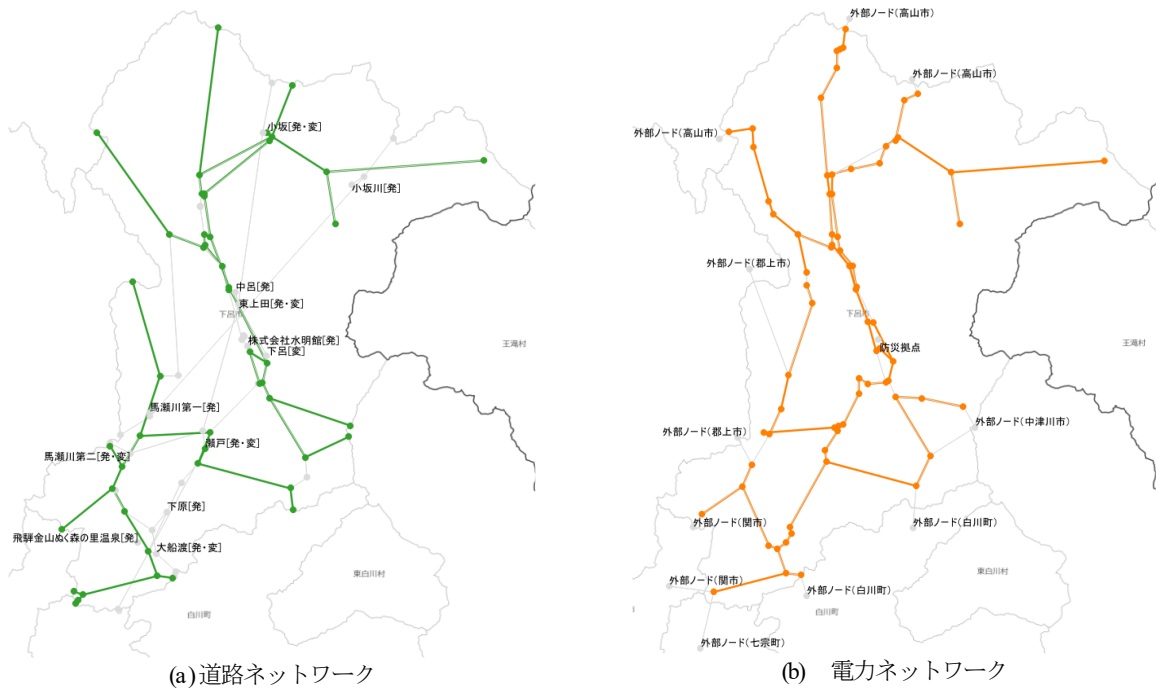 外部ノード(高山市)
外部ノード(高山市)
小坂[発・変]
外部ノード(高山市)
小坂川[発]
外部ノード(郡上市)
中呂[発]
東上田[発・変]
下呂市
下呂市
株式会社水明館[発]
下呂[変]
防災拠点
王滝村
王滝村
馬瀬川第一[発]
外部ノード(中津川市)
瀬戸[発・変]
外部ノード(郡上市)
馬瀬川第二[発・変]
下原[発]
外部ノード(関市)
外部ノード(白川町)
飛騨金山ぬく森の里温泉[発]
大船渡[発・変]
東白川村
東白川村
外部ノード(関市)
外部ノード(白川町)
白川町
白川町
外部ノード(七宗町)
(a)道路ネットワーク
(b) 電力ネットワーク